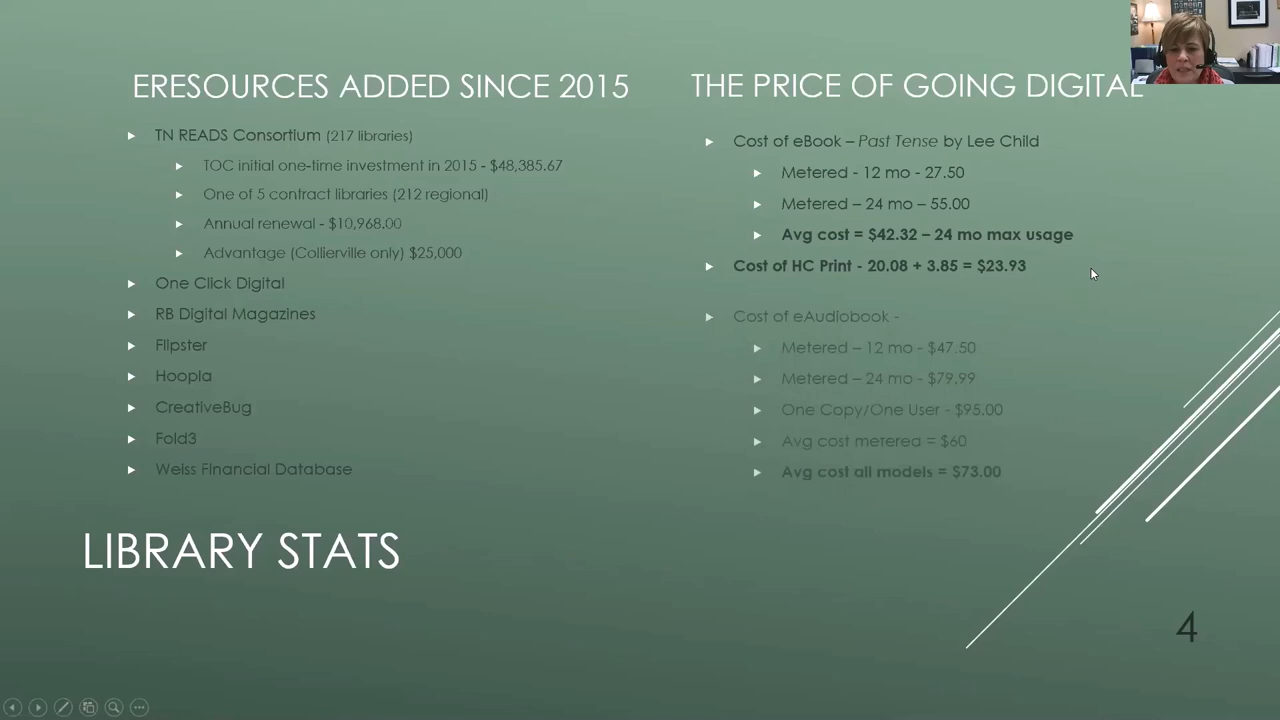 ERESOURCES ADDED SINCE 2015
TN READS Consortium (217 libraries)
TOC initial one-time investment in 2015 - $48,385.67
One of 5 contract libraries (212 regional)
Annual renewal - $10,968.00
Advantage (Collierville only) $25,000
One Click Digital
RB Digital Magazines
Flipster
Hoopla
CreativeBug
Fold3
Weiss Financial Database
THE PRICE OF GOING DIGITAL
Cost of eBook – Past Tense by Lee Child
Metered - 12 mo - 27.50
Metered – 24 mo – 55.00
Avg cost = $42.32 – 24 mo max usage
Cost of HC Print - 20.08 + 3.85 = $23.93
Cost of eAudiobook -
Metered – 12 mo - $47.50
Metered – 24 mo - $79.99
One Copy/One User - $95.00
Avg cost metered = $60
Avg cost all models = $73.00
LIBRARY STATS
4